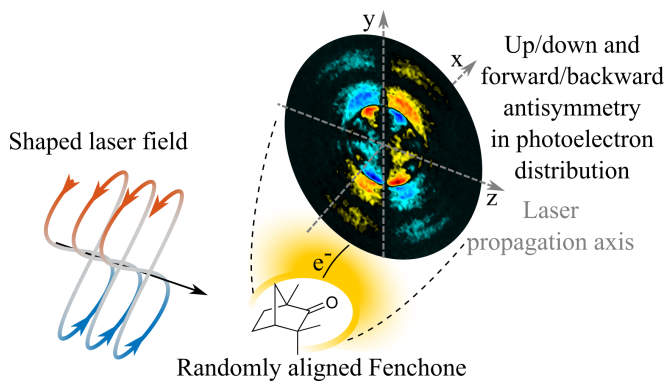 y
x
Up/down and
forward/backward
antisymmetry
in photoelectron
distribution
Shaped laser field
z
Laser
propagation axis
e-
O
Randomly aligned Fenchone